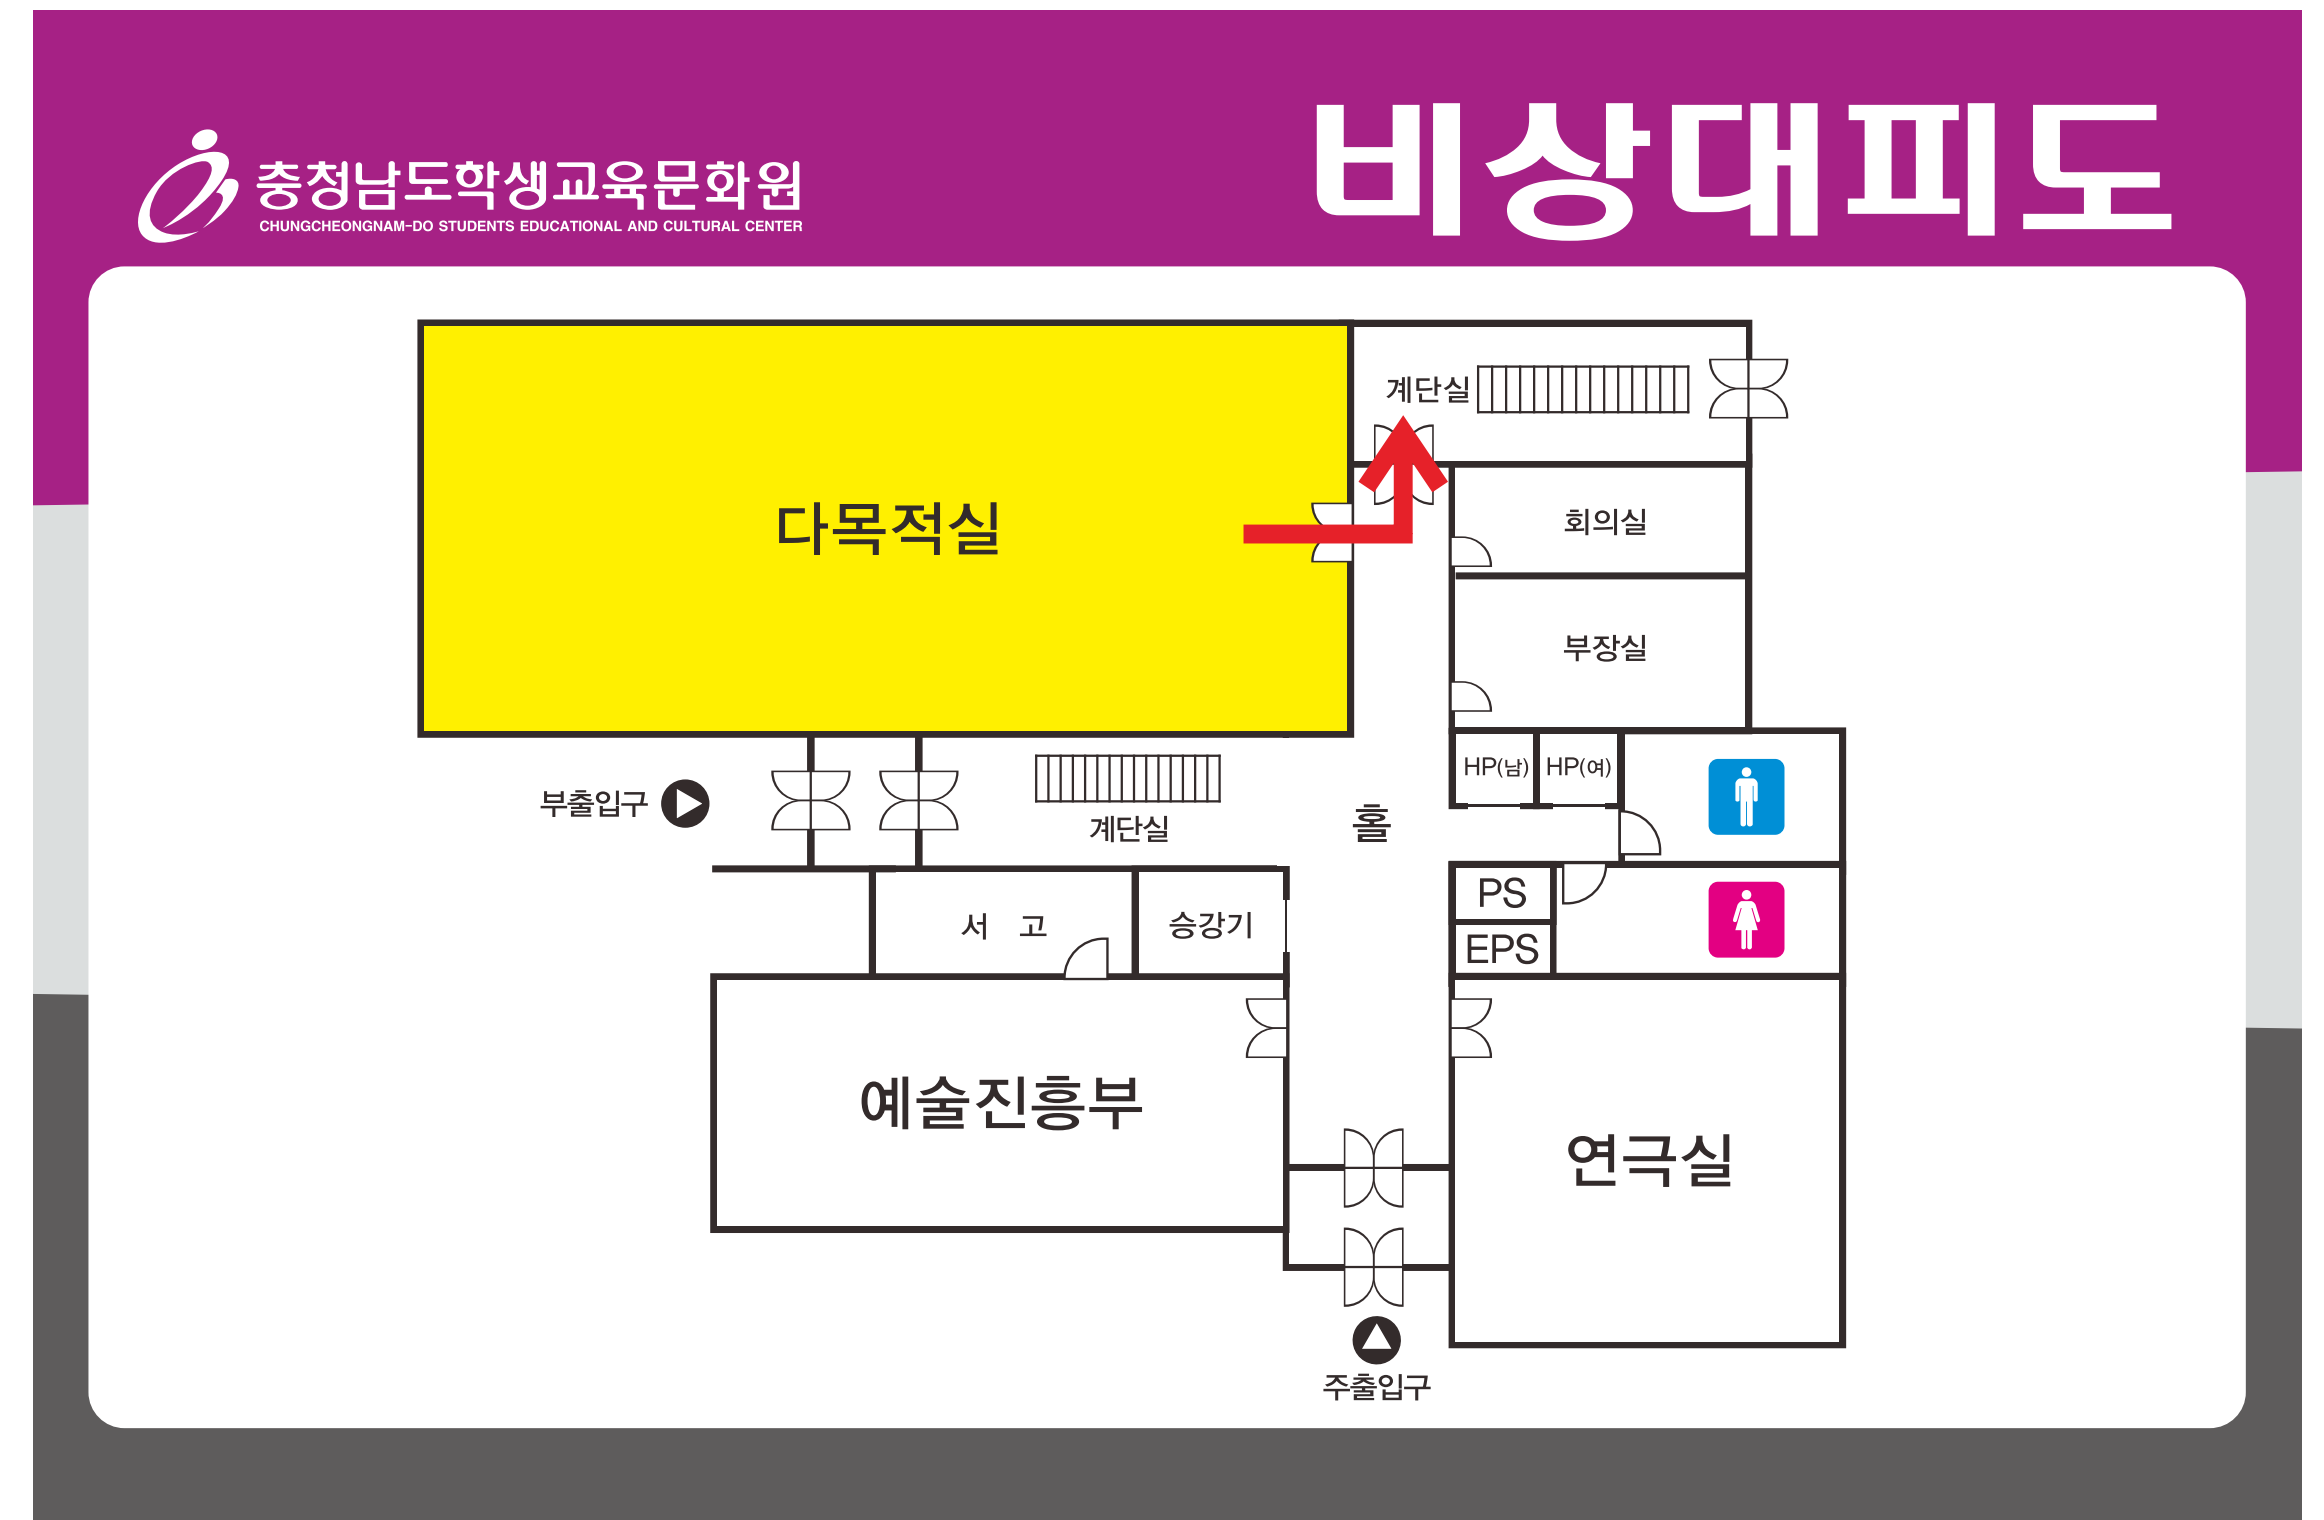 충청남도학생교육문화원
CHUNGCHEONGNAM-DO STUDENTS EDUCATIONAL AND CULTURAL CENTER
비상대피도
계단실
다목적실
회의실
부장실
HP(남)
HP(여)
부출입구
계단실
홀
PS
서 고
승강기
EPS
예술진흥부
연극실
주출입구